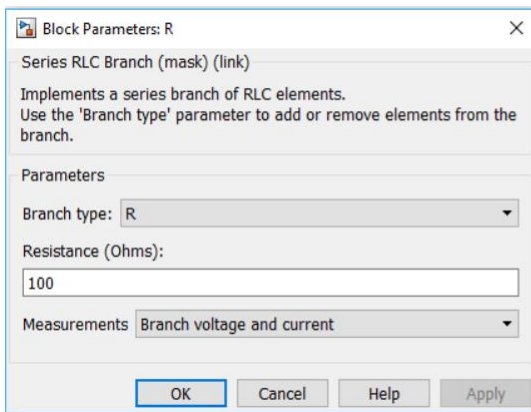 Block Parameters: R
Series RLC Branch (mask) (link)
Implements a series branch of RLC elements.
Use the 'Branch type' parameter to add or remove elements from the
branch.
Parameters
Branch type: R
Resistance (Ohms):
100
Measurements Branch voltage and current
OK Cancel Help Apply